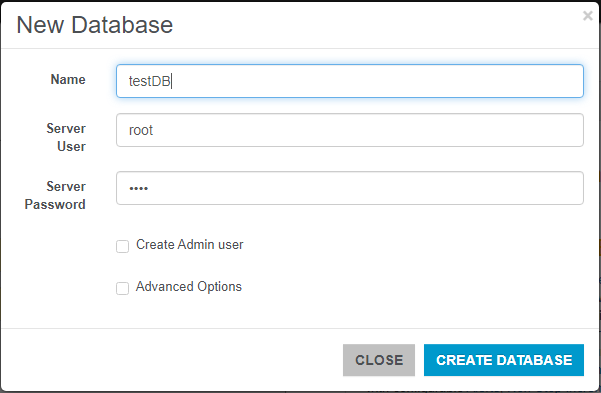 New Database
×
Name
testDB
Server
User
root
Server
Password
••••
Create Admin user
Advanced Options
CLOSE
CREATE DATABASE